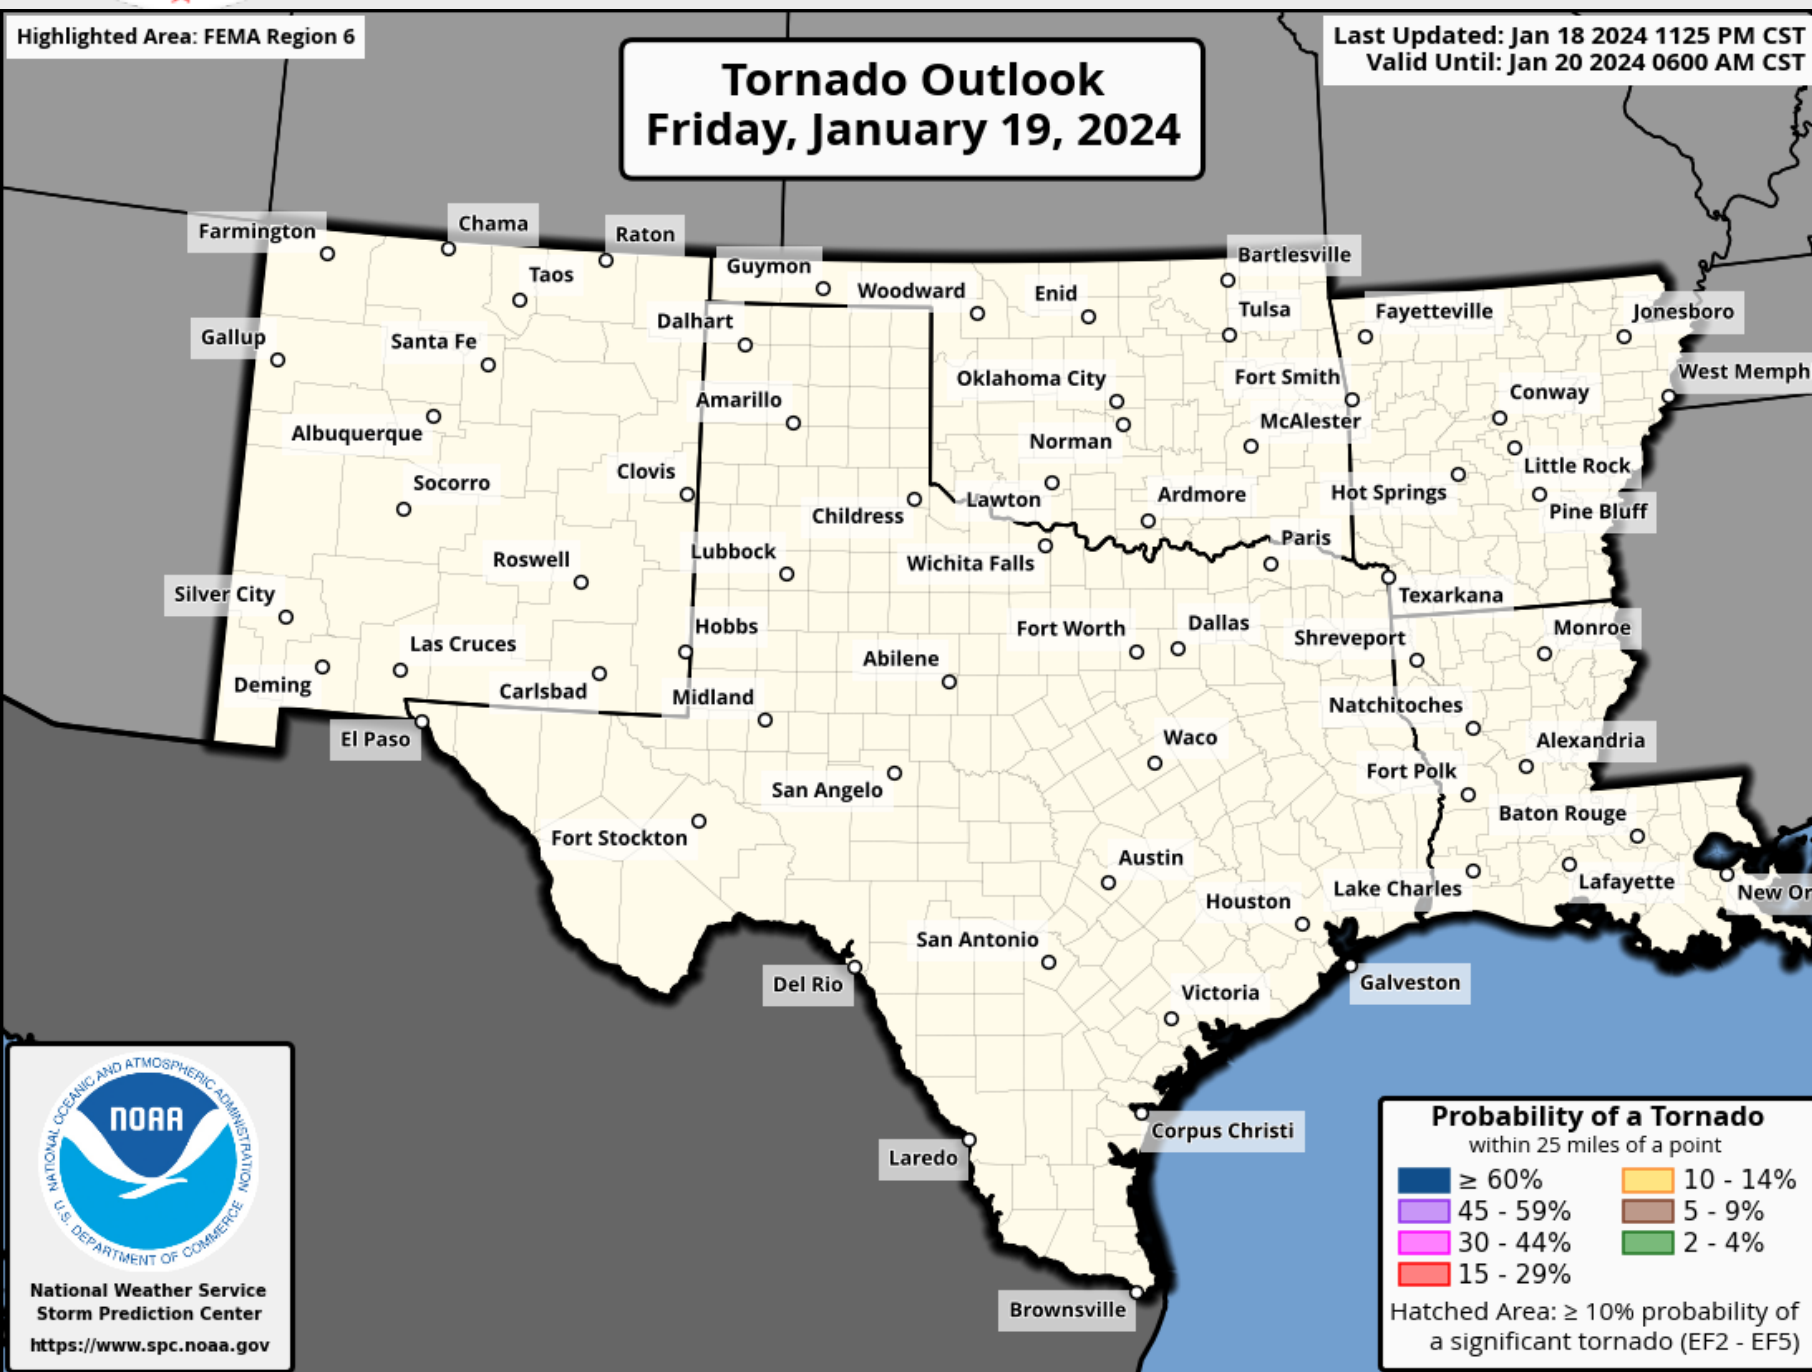 Highlighted Area: FEMA Region 6
Last Updated: Jan 18 2024 1125 PM CST
Valid Until: Jan 20 2024 0600 AM CST
Tornado Outlook
Friday, January 19, 2024
Farmington
Chama
Raton
Taos
Guymon
Woodward
Enid
Bartlesville
Tulsa
Fayetteville
Jonesboro
Gallup
Santa Fe
Dalhart
Oklahoma City
Fort Smith
West Memph
Conway
Amarillo
McAlester
Albuquerque
Norman
Little Rock
Socorro
Clovis
Lawton
Ardmore
Hot Springs
Pine Bluff
Childress
Paris
Roswell
Lubbock
Wichita Falls
Silver City
Texarkana
Las Cruces
Hobbs
Fort Worth
Dallas
Shreveport
Monroe
Abilene
Deming
Carlsbad
Midland
Natchitoches
El Paso
Waco
Alexandria
San Angelo
Fort Polk
Fort Stockton
Baton Rouge
Austin
Lake Charles
Lafayette
New Or
Houston
San Antonio
Del Rio
Galveston
Victoria
Corpus Christi
Laredo
Brownsville
NATIONAL OCEANIC AND ATMOSPHERIC ADMINISTRATION
NOAA
U.S. DEPARTMENT OF COMMERCE
National Weather Service
Storm Prediction Center
https://www.spc.noaa.gov
Probability of a Tornado
within 25 miles of a point
≥ 60%
10 - 14%
45 - 59%
5 - 9%
30 - 44%
2 - 4%
15 - 29%
Hatched Area: ≥ 10% probability of
a significant tornado (EF2 - EF5)